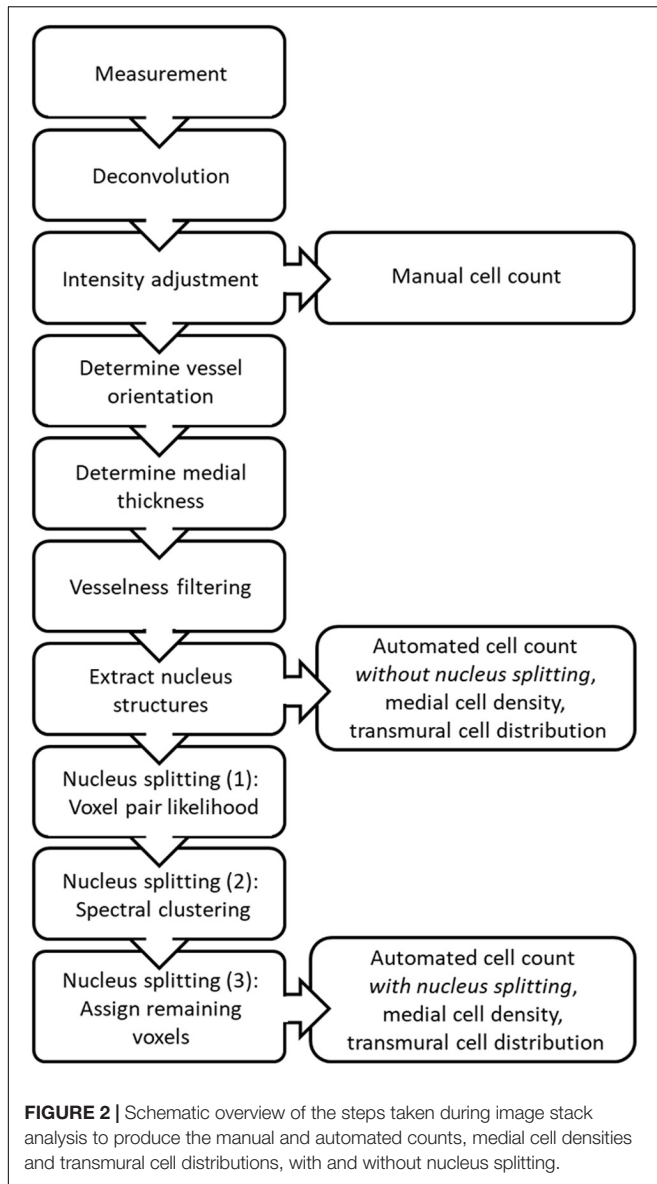 Measurement
Deconvolution
Intensity adjustment
Manual cell count
Determine vessel
orientation
Determine medial
thickness
Vesselness filtering
Extract nucleus
structures
Automated cell count
without nucleus splitting,
medial cell density,
transmural cell distribution
Nucleus splitting (1):
Voxel pair likelihood
Nucleus splitting (2):
Spectral clustering
Nucleus splitting (3):
Assign remaining
voxels
Automated cell count
with nucleus splitting,
medial cell density,
transmural cell distribution
FIGURE 2 | Schematic overview of the steps taken during image stack
analysis to produce the manual and automated counts, medial cell densities
and transmural cell distributions, with and without nucleus splitting.